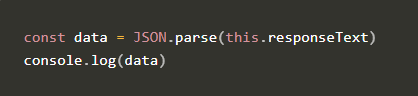 const data = JSON.parse(this.responseText)
console.log(data)